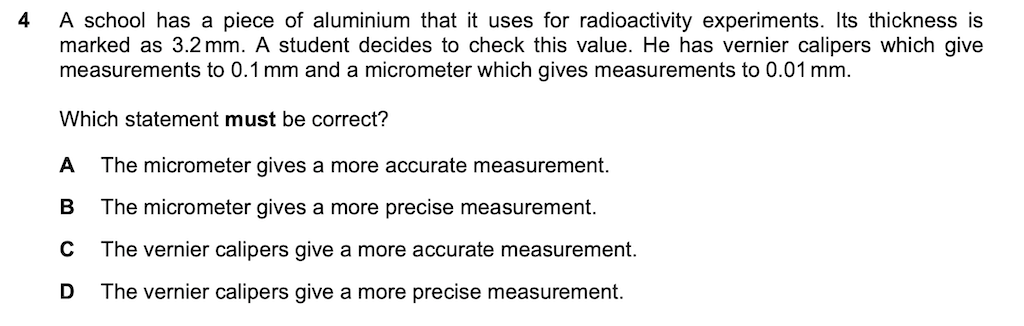 4 A school has a piece of aluminium that it uses for radioactivity experiments. Its thickness is
marked as 3.2 mm. A student decides to check this value. He has vernier calipers which give
measurements to 0.1 mm and a micrometer which gives measurements to 0.01 mm.
Which statement must be correct?
A The micrometer gives a more accurate measurement.
B The micrometer gives a more precise measurement.
C The vernier calipers give a more accurate measurement.
D The vernier calipers give a more precise measurement.